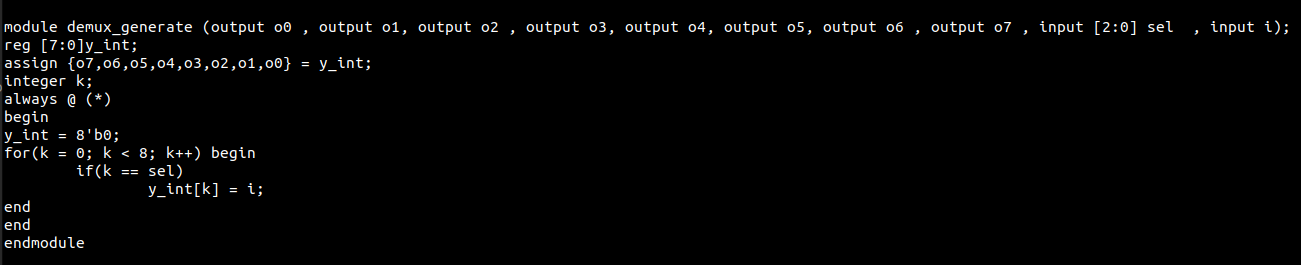 module demux_generate (output o0 , output o1, output o2 , output o3, output o4, output o5, output o6 , output o7 , input [2:0] sel  , input i);
reg [7:0]y_int;
assign {o7,o6,o5,o4,o3,o2,o1,o0} = y_int;
integer k;
always @ (*)
begin
y_int = 8'b0;
for(k = 0; k < 8; k++) begin
        if(k == sel)
                y_int[k] = i;
end
end
endmodule